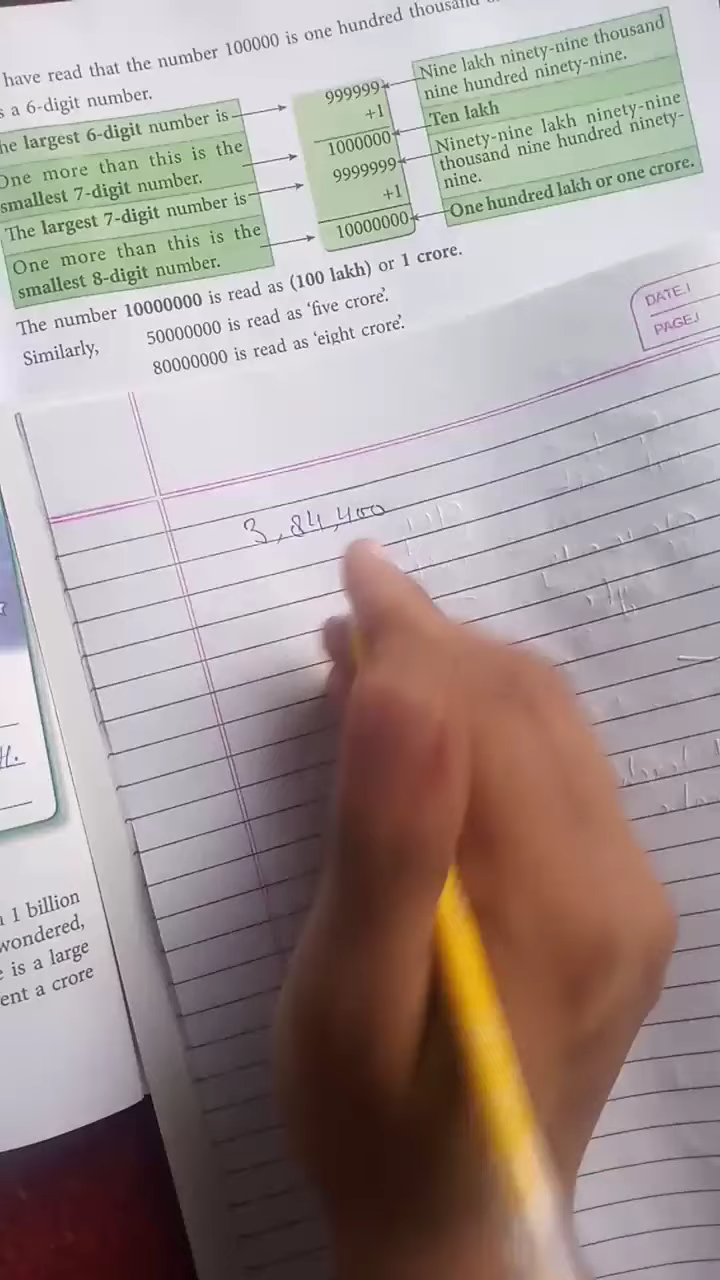 have read that the number 100000 is one hundred thousand
s a 6-digit number.
he largest 6-digit number is
One more than this is the
smallest 7-digit number.
The largest 7-digit number is
One more than this is the
smallest 8-digit number.
999999
+1
1000000
9999999
+1
10000000
Nine lakh ninety-nine thousand
nine hundred ninety-nine.
Ten lakh
Ninety-nine lakh ninety-nine
thousand nine hundred ninety-
nine.
One hundred lakh or one crore.
The number 10000000 is read as (100 lakh) or 1 crore.
Similarly, 50000000 is read as ‘five crore’.
80000000 is read as ‘eight crore’.
DATE
PAGE
3,84,400
1 billion
wondered,
is a large
ent a crore